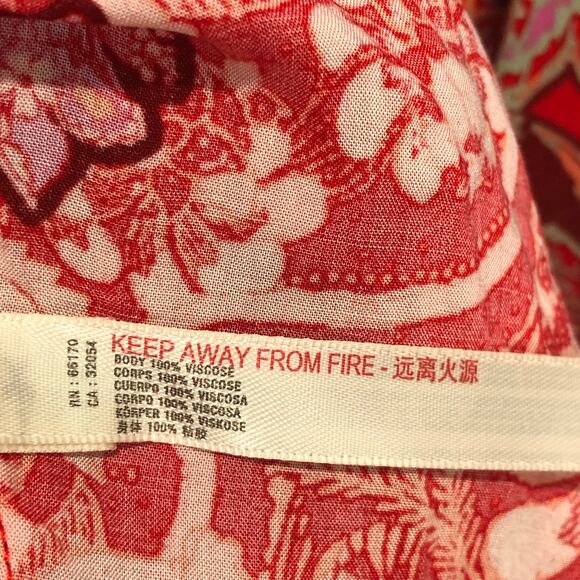 RN : 66170
CA : 32054
KEEP AWAY FROM FIRE - 远离火源
BODY 100% VISCOSE
CORPS 100% VISCOSE
CUERPO 100% VISCOSA
CORPO 100% VISCOSA
KÖRPER 100% VISKOSE
身体 100% 粘胶